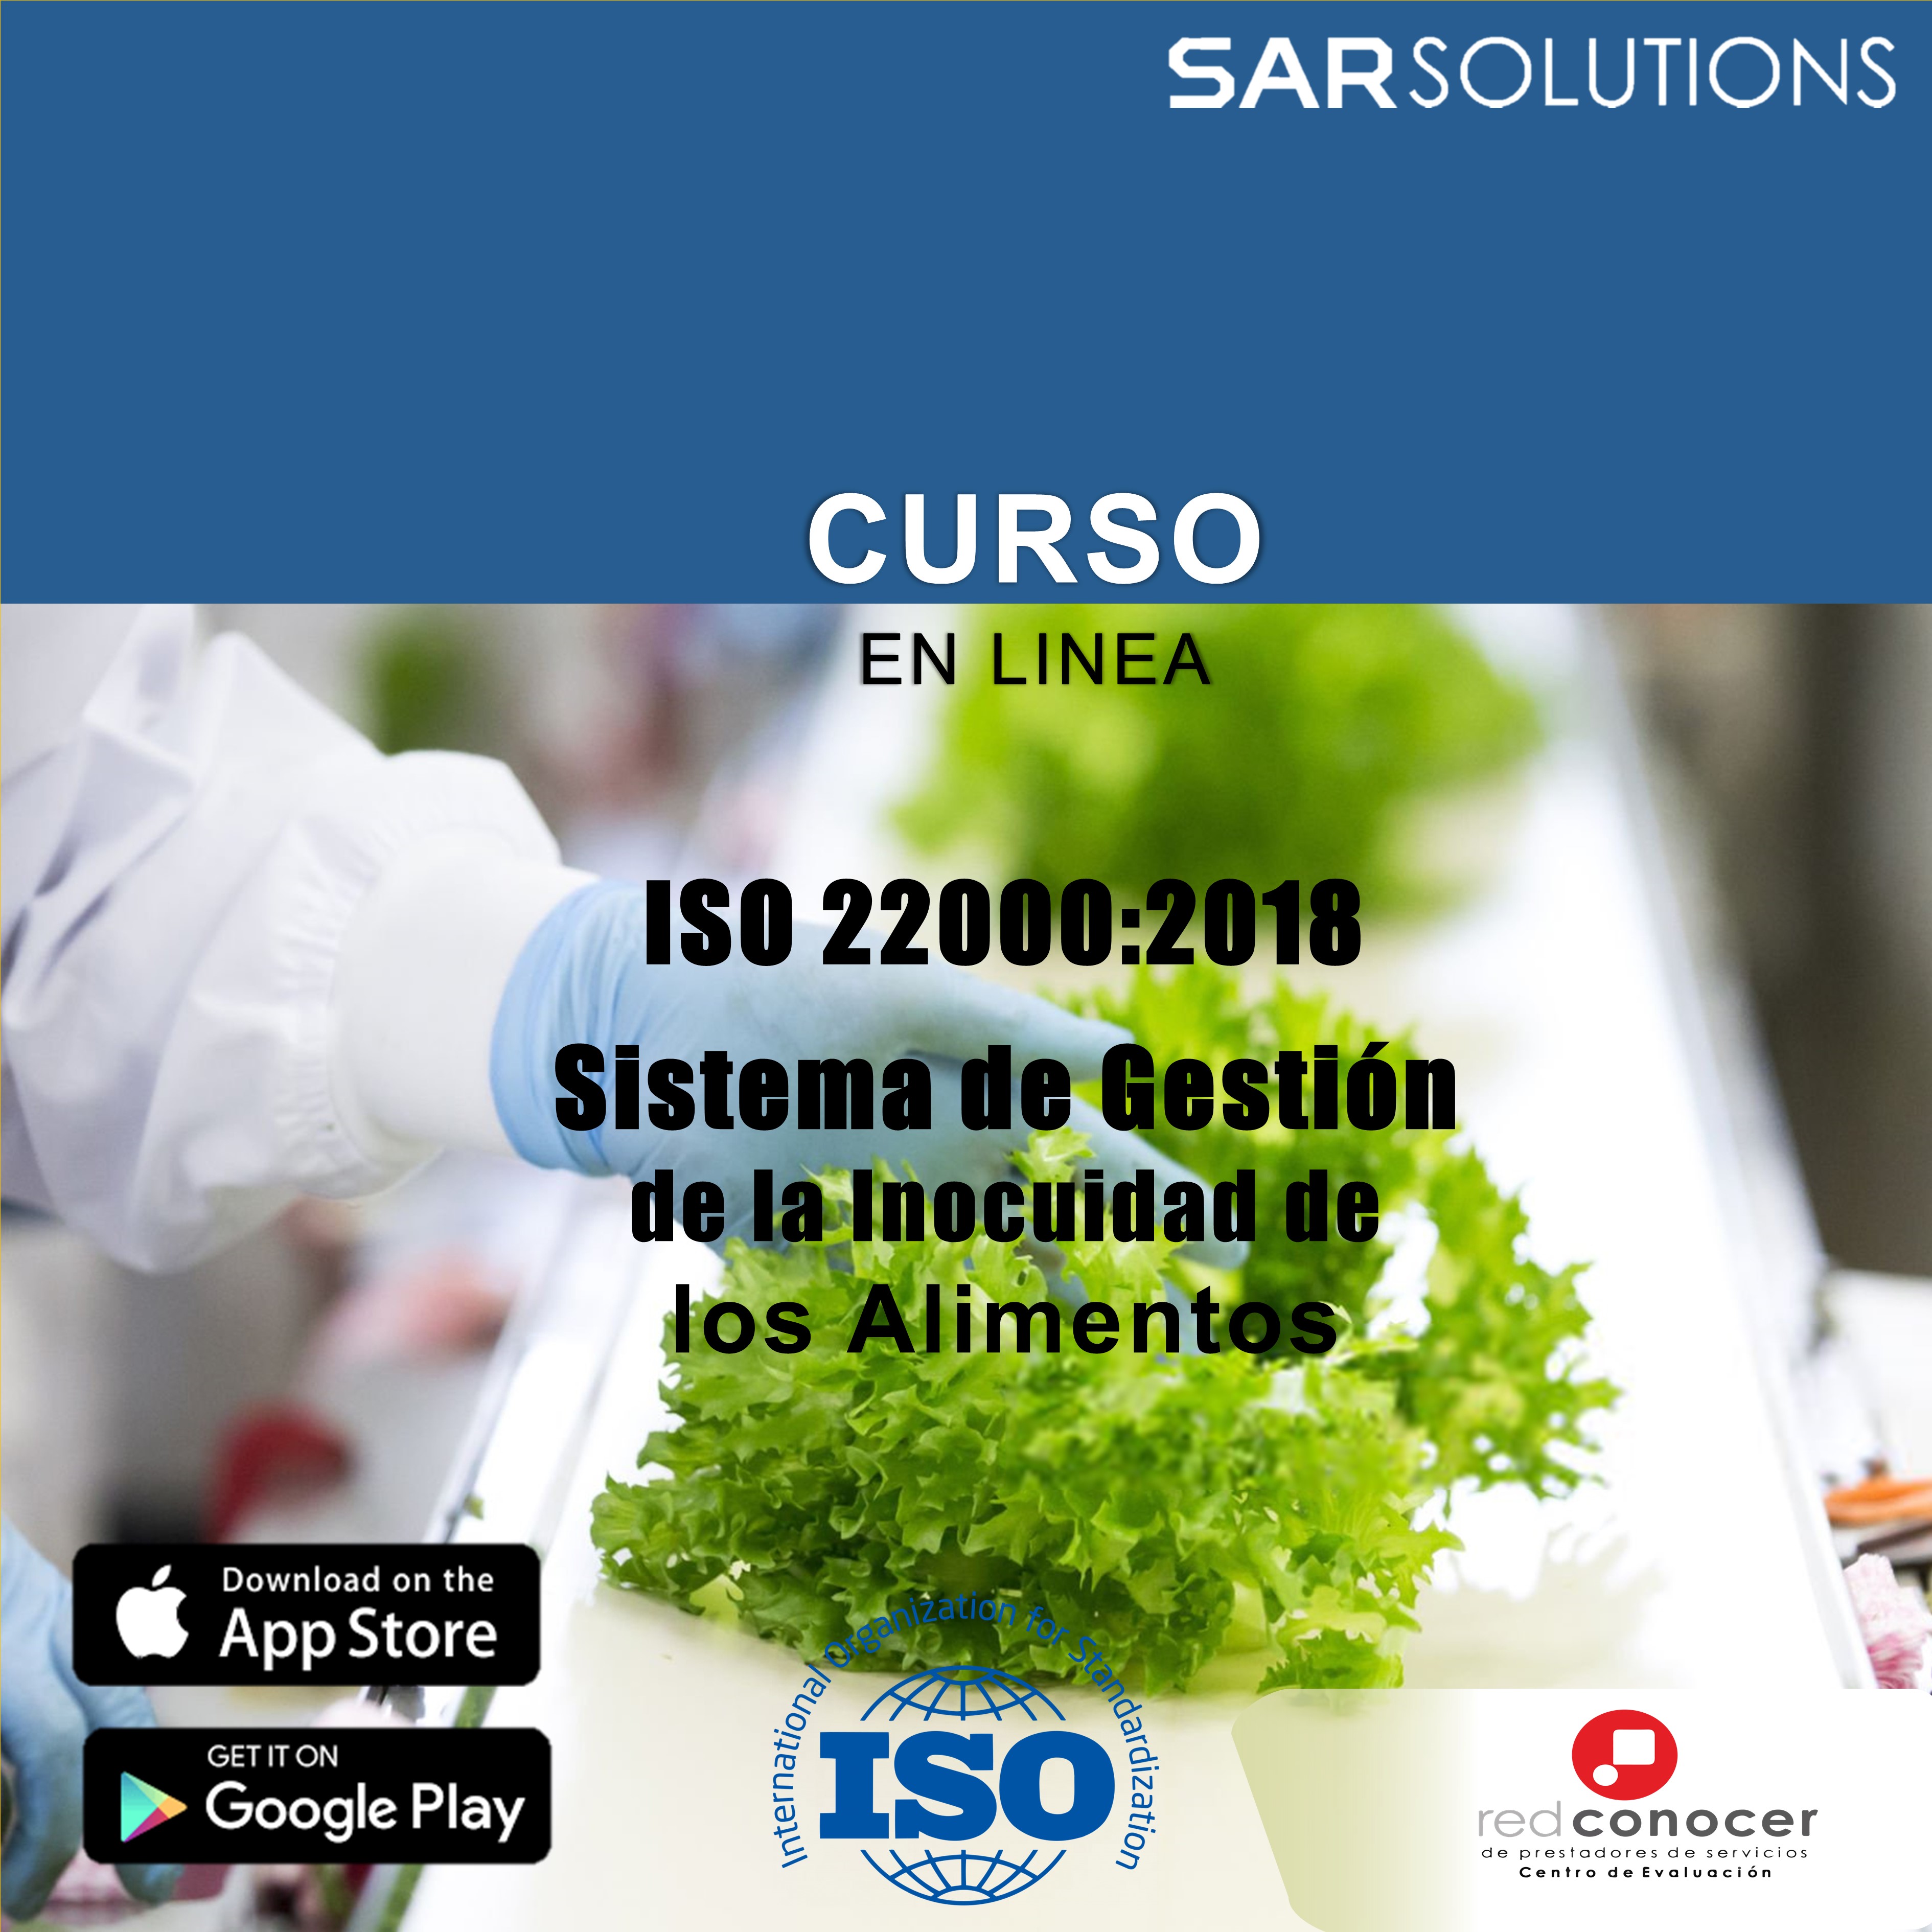 SARSOLUTIONS
CURSO
EN LINEA
ISO 22000:2018
Sistema de Gestión
de la Inocuidad de
los Alimentos
Download on the
App Store
GET IT ON
Google Play
International Organization for Standardization
ISO
redconocer
de prestadores de servicios
Centro de Evaluación